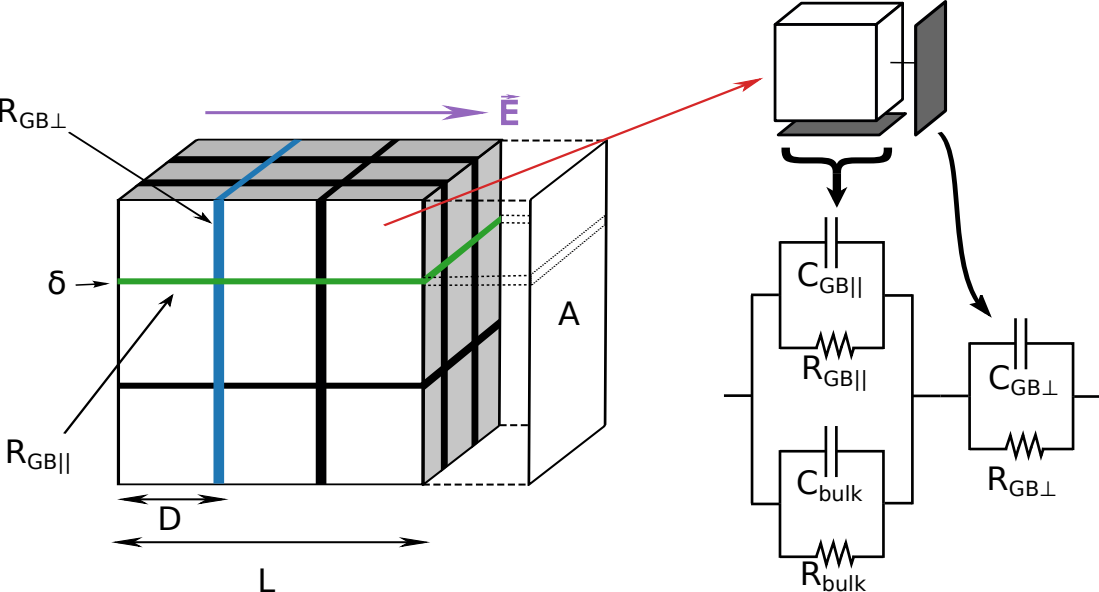 R_GB⊥
E⃗
δ
A
R_GB||
D
L
C_GB||
R_GB||
C_bulk
R_bulk
C_GB⊥
R_GB⊥